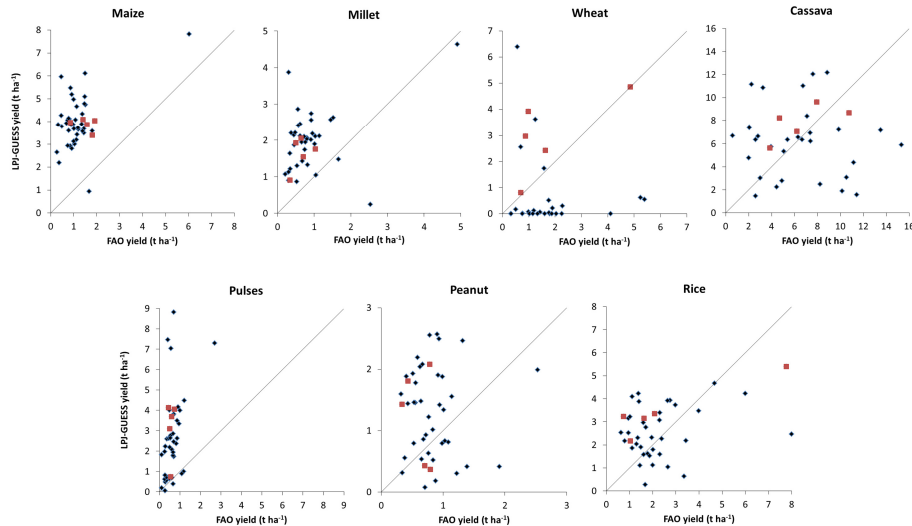 Maize
LPJ-GUESS yield (t ha⁻¹)
8
7
6
5
4
3
2
1
0
0 1 2 3 4 5 6 7 8
FAO yield (t ha⁻¹)
Millet
5
4
3
2
1
0
0 1 2 3 4 5
FAO yield (t ha⁻¹)
Wheat
7
6
5
4
3
2
1
0
0 1 2 3 4 5 6 7
FAO yield (t ha⁻¹)
Cassava
16
14
12
10
8
6
4
2
0
0 2 4 6 8 10 12 14 16
FAO yield (t ha⁻¹)
Pulses
LPJ-GUESS yield (t ha⁻¹)
9
8
7
6
5
4
3
2
1
0
0 1 2 3 4 5 6 7 8 9
FAO yield (t ha⁻¹)
Peanut
3
2
1
0
0 1 2 3
FAO yield (t ha⁻¹)
Rice
8
7
6
5
4
3
2
1
0
0 1 2 3 4 5 6 7 8
FAO yield (t ha⁻¹)